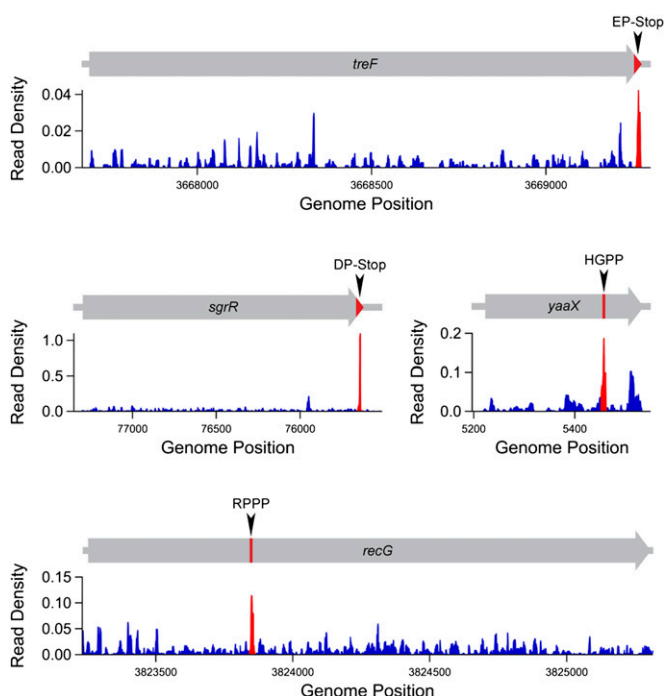 EP-Stop
treF
Read Density
0.04
0.02
0.00
3668000 3668500 3669000
Genome Position
DP-Stop
sgrR
Read Density
1.0
0.5
0.0
77000 76500 76000
Genome Position
HGPP
yaaX
Read Density
0.2
0.1
0.0
5200 5400
Genome Position
RPPP
recG
Read Density
0.15
0.10
0.05
0.00
3823500 3824000 3824500 3825000
Genome Position